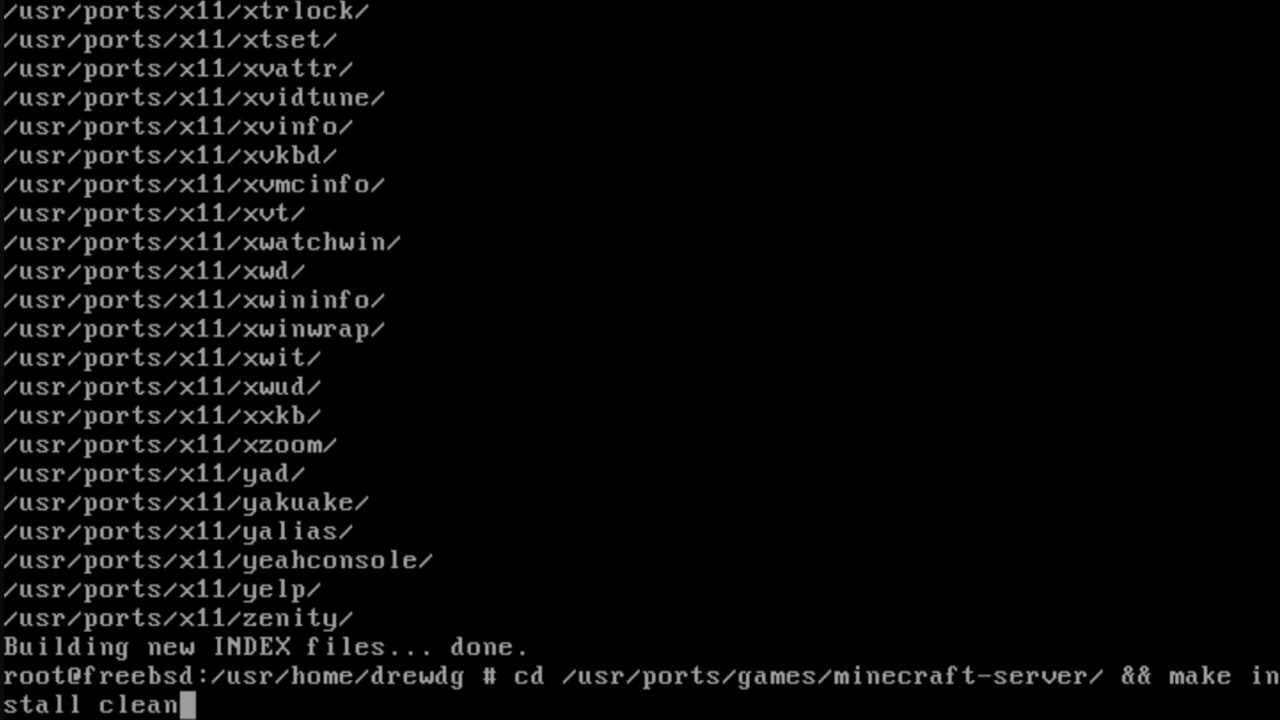 /usr/ports/x11/xtrlock/
/usr/ports/x11/xtset/
/usr/ports/x11/xvattr/
/usr/ports/x11/xvidtune/
/usr/ports/x11/xvinfo/
/usr/ports/x11/xvkbd/
/usr/ports/x11/xvmcinfo/
/usr/ports/x11/xvt/
/usr/ports/x11/xwatchwin/
/usr/ports/x11/xwd/
/usr/ports/x11/xwininfo/
/usr/ports/x11/xwinwrap/
/usr/ports/x11/xwit/
/usr/ports/x11/xwud/
/usr/ports/x11/xxkb/
/usr/ports/x11/xzoom/
/usr/ports/x11/yad/
/usr/ports/x11/yakuake/
/usr/ports/x11/yalias/
/usr/ports/x11/yeahconsole/
/usr/ports/x11/yelp/
/usr/ports/x11/zenity/
Building new INDEX files... done.
root@freebsd:/usr/home/drewdg # cd /usr/ports/games/minecraft-server/ && make in
stall clean